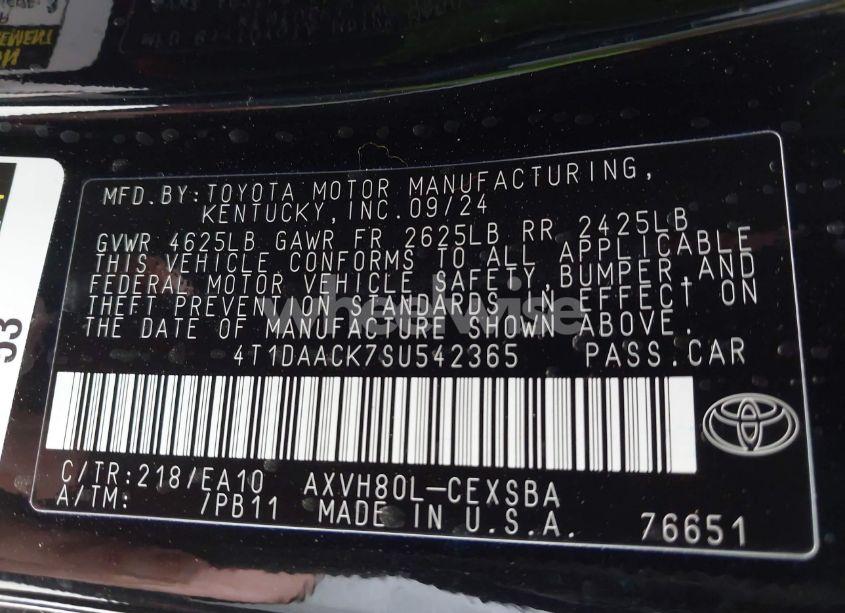 MFD.BY:TOYOTA MOTOR MANUFACTURING,
KENTUCKY,INC.09/24
GVWR 4625LB GAWR FR 2625LB RR 2425LB
THIS VEHICLE CONFORMS TO ALL APPLICABLE
FEDERAL MOTOR VEHICLE SAFETY,BUMPER,AND
THEFT PREVENTION STANDARDS IN EFFECT ON
THE DATE OF MANUFACTURE SHOWN ABOVE.
4T1DAACK7SU542365 PASS.CAR
C/TR:218/EA10 AXVH80L-CEXSBA
A/TM: /PB11 MADE IN U.S.A. 76651
wheelwise
53